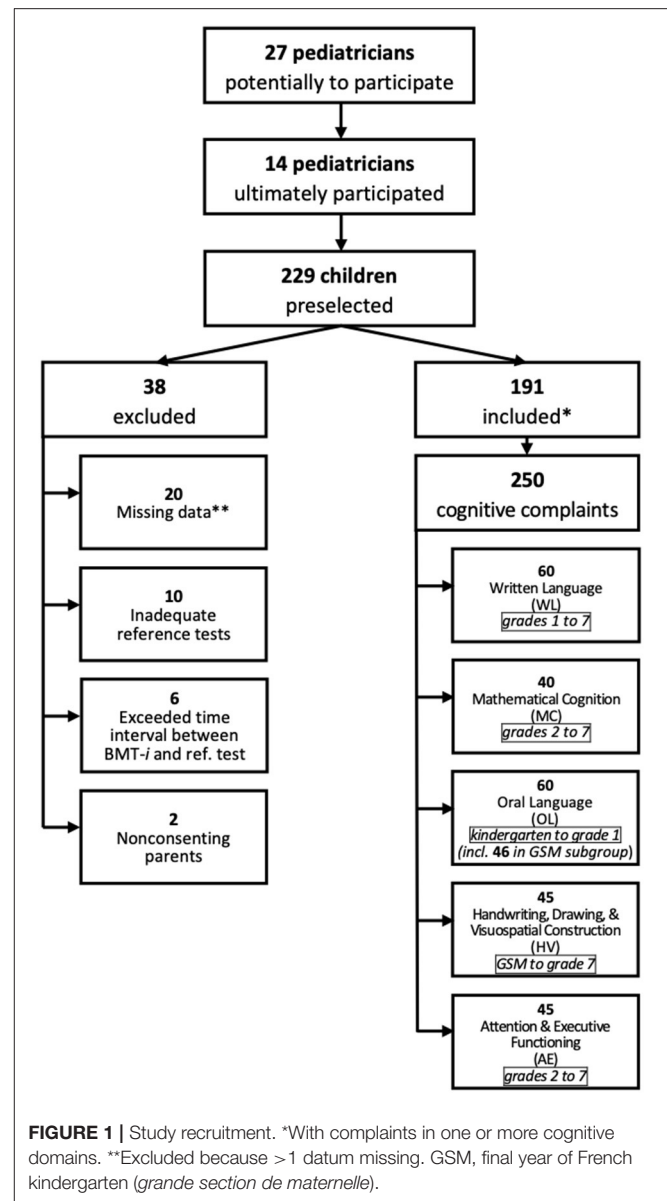 27 pediatricians
potentially to participate
14 pediatricians
ultimately participated
229 children
preselected
38
excluded
20
Missing data**
10
Inadequate
reference tests
6
Exceeded time
interval between
BMT-i and ref. test
2
Nonconsenting
parents
191
included*
250
cognitive complaints
60
Written Language
(WL)
grades 1 to 7
40
Mathematical Cognition
(MC)
grades 2 to 7
60
Oral Language
(OL)
kindergarten to grade 1
(incl. 46 in GSM subgroup)
45
Handwriting, Drawing, &
Visuospatial Construction
(HV)
GSM to grade 7
45
Attention & Executive
Functioning
(AE)
grades 2 to 7
FIGURE 1 | Study recruitment. *With complaints in one or more cognitive
domains. **Excluded because >1 datum missing. GSM, final year of French
kindergarten (grande section de maternelle).